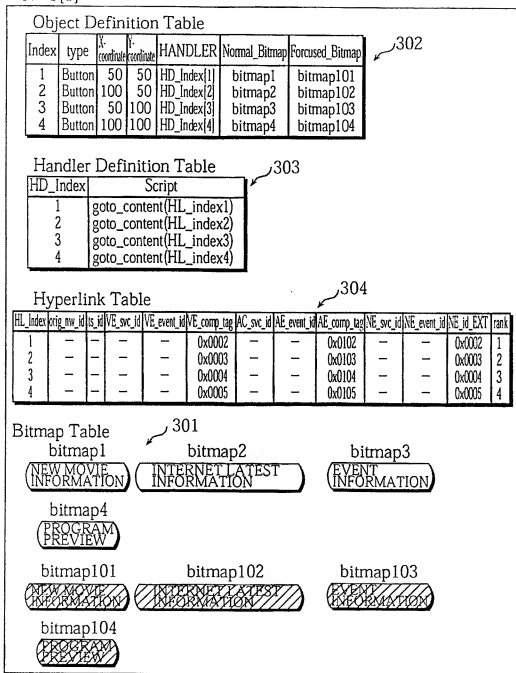 Object Definition Table
302
Index type X-coordinate Y-coordinate HANDLER Normal_Bitmap Forcused_Bitmap
1 Button 50 50 HD_Index[1] bitmap1 bitmap101
2 Button 100 50 HD_Index[2] bitmap2 bitmap102
3 Button 50 100 HD_Index[3] bitmap3 bitmap103
4 Button 100 100 HD_Index[4] bitmap4 bitmap104
Handler Definition Table
303
HD_Index Script
1 goto_content(HL_index1)
2 goto_content(HL_index2)
3 goto_content(HL_index3)
4 goto_content(HL_index4)
Hyperlink Table
304
HL_Index orig_nw_id ts_id VE_svc_id VE_event_id VE_comp_tag AC_svc_id AE_event_id AE_comp_tag NE_svc_id NE_event_id NE_id_EXT rank
1 — — — — 0x0002 — — 0x0102 — — 0x0002 1
2 — — — — 0x0003 — — 0x0103 — — 0x0003 2
3 — — — — 0x0004 — — 0x0104 — — 0x0004 3
4 — — — — 0x0005 — — 0x0105 — — 0x0005 4
Bitmap Table
301
bitmap1 bitmap2 bitmap3
NEW MOVIE INTERNET LATEST EVENT
INFORMATION INFORMATION INFORMATION
bitmap4
PROGRAM
PREVIEW
bitmap101 bitmap102 bitmap103
NEW MOVIE INTERNET LATEST EVENT
INFORMATION INFORMATION INFORMATION
bitmap104
PROGRAM
PREVIEW